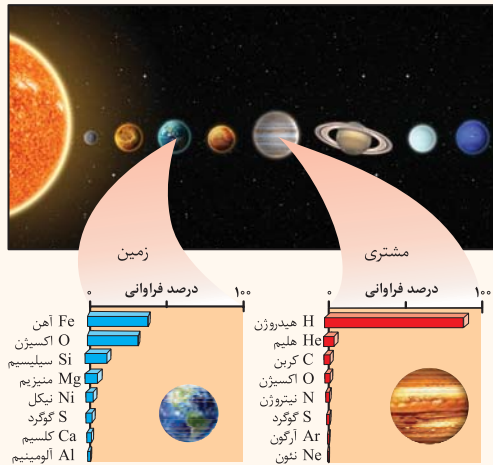 زمین
مشتری
درصد فراوانی
۰ ۱۰۰
Fe آهن
O اکسیژن
Si سیلیسیم
Mg منیزیم
Ni نیکل
S گوگرد
Ca کلسیم
Al آلومینیم
درصد فراوانی
۰ ۱۰۰
H هیدروژن
He هلیم
C کربن
O اکسیژن
N نیتروژن
S گوگرد
Ar آرگون
Ne نئون